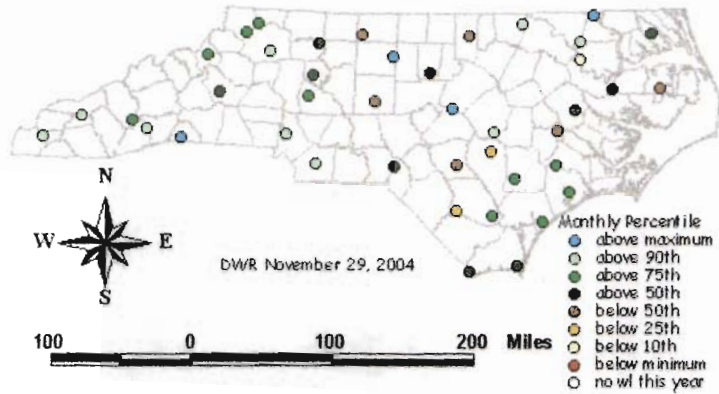 N
W E
S
DWR November 29, 2004
100 0 100 200 Miles
Monthly Percentile
above maximum
above 90th
above 75th
above 50th
below 50th
below 25th
below 10th
below minimum
no wl this year